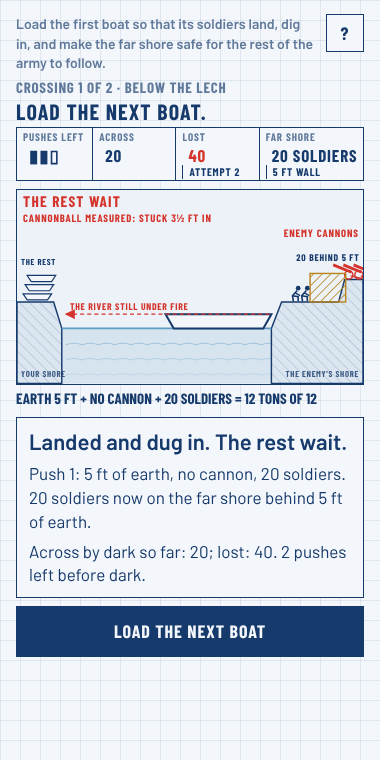 Load the first boat so that its soldiers land, dig
in, and make the far shore safe for the rest of the
army to follow.
?
CROSSING 1 OF 2 · BELOW THE LECH
LOAD THE NEXT BOAT.
PUSHES LEFT
ACROSS
20
LOST
40
ATTEMPT 2
FAR SHORE
20 SOLDIERS
5 FT WALL
THE REST WAIT
CANNONBALL MEASURED: STUCK 3½ FT IN
ENEMY CANNONS
THE REST
20 BEHIND 5 FT
THE RIVER STILL UNDER FIRE
YOUR SHORE
THE ENEMY'S SHORE
EARTH 5 FT + NO CANNON + 20 SOLDIERS = 12 TONS OF 12
Landed and dug in. The rest wait.
Push 1: 5 ft of earth, no cannon, 20 soldiers.
20 soldiers now on the far shore behind 5 ft
of earth.
Across by dark so far: 20; lost: 40. 2 pushes
left before dark.
LOAD THE NEXT BOAT